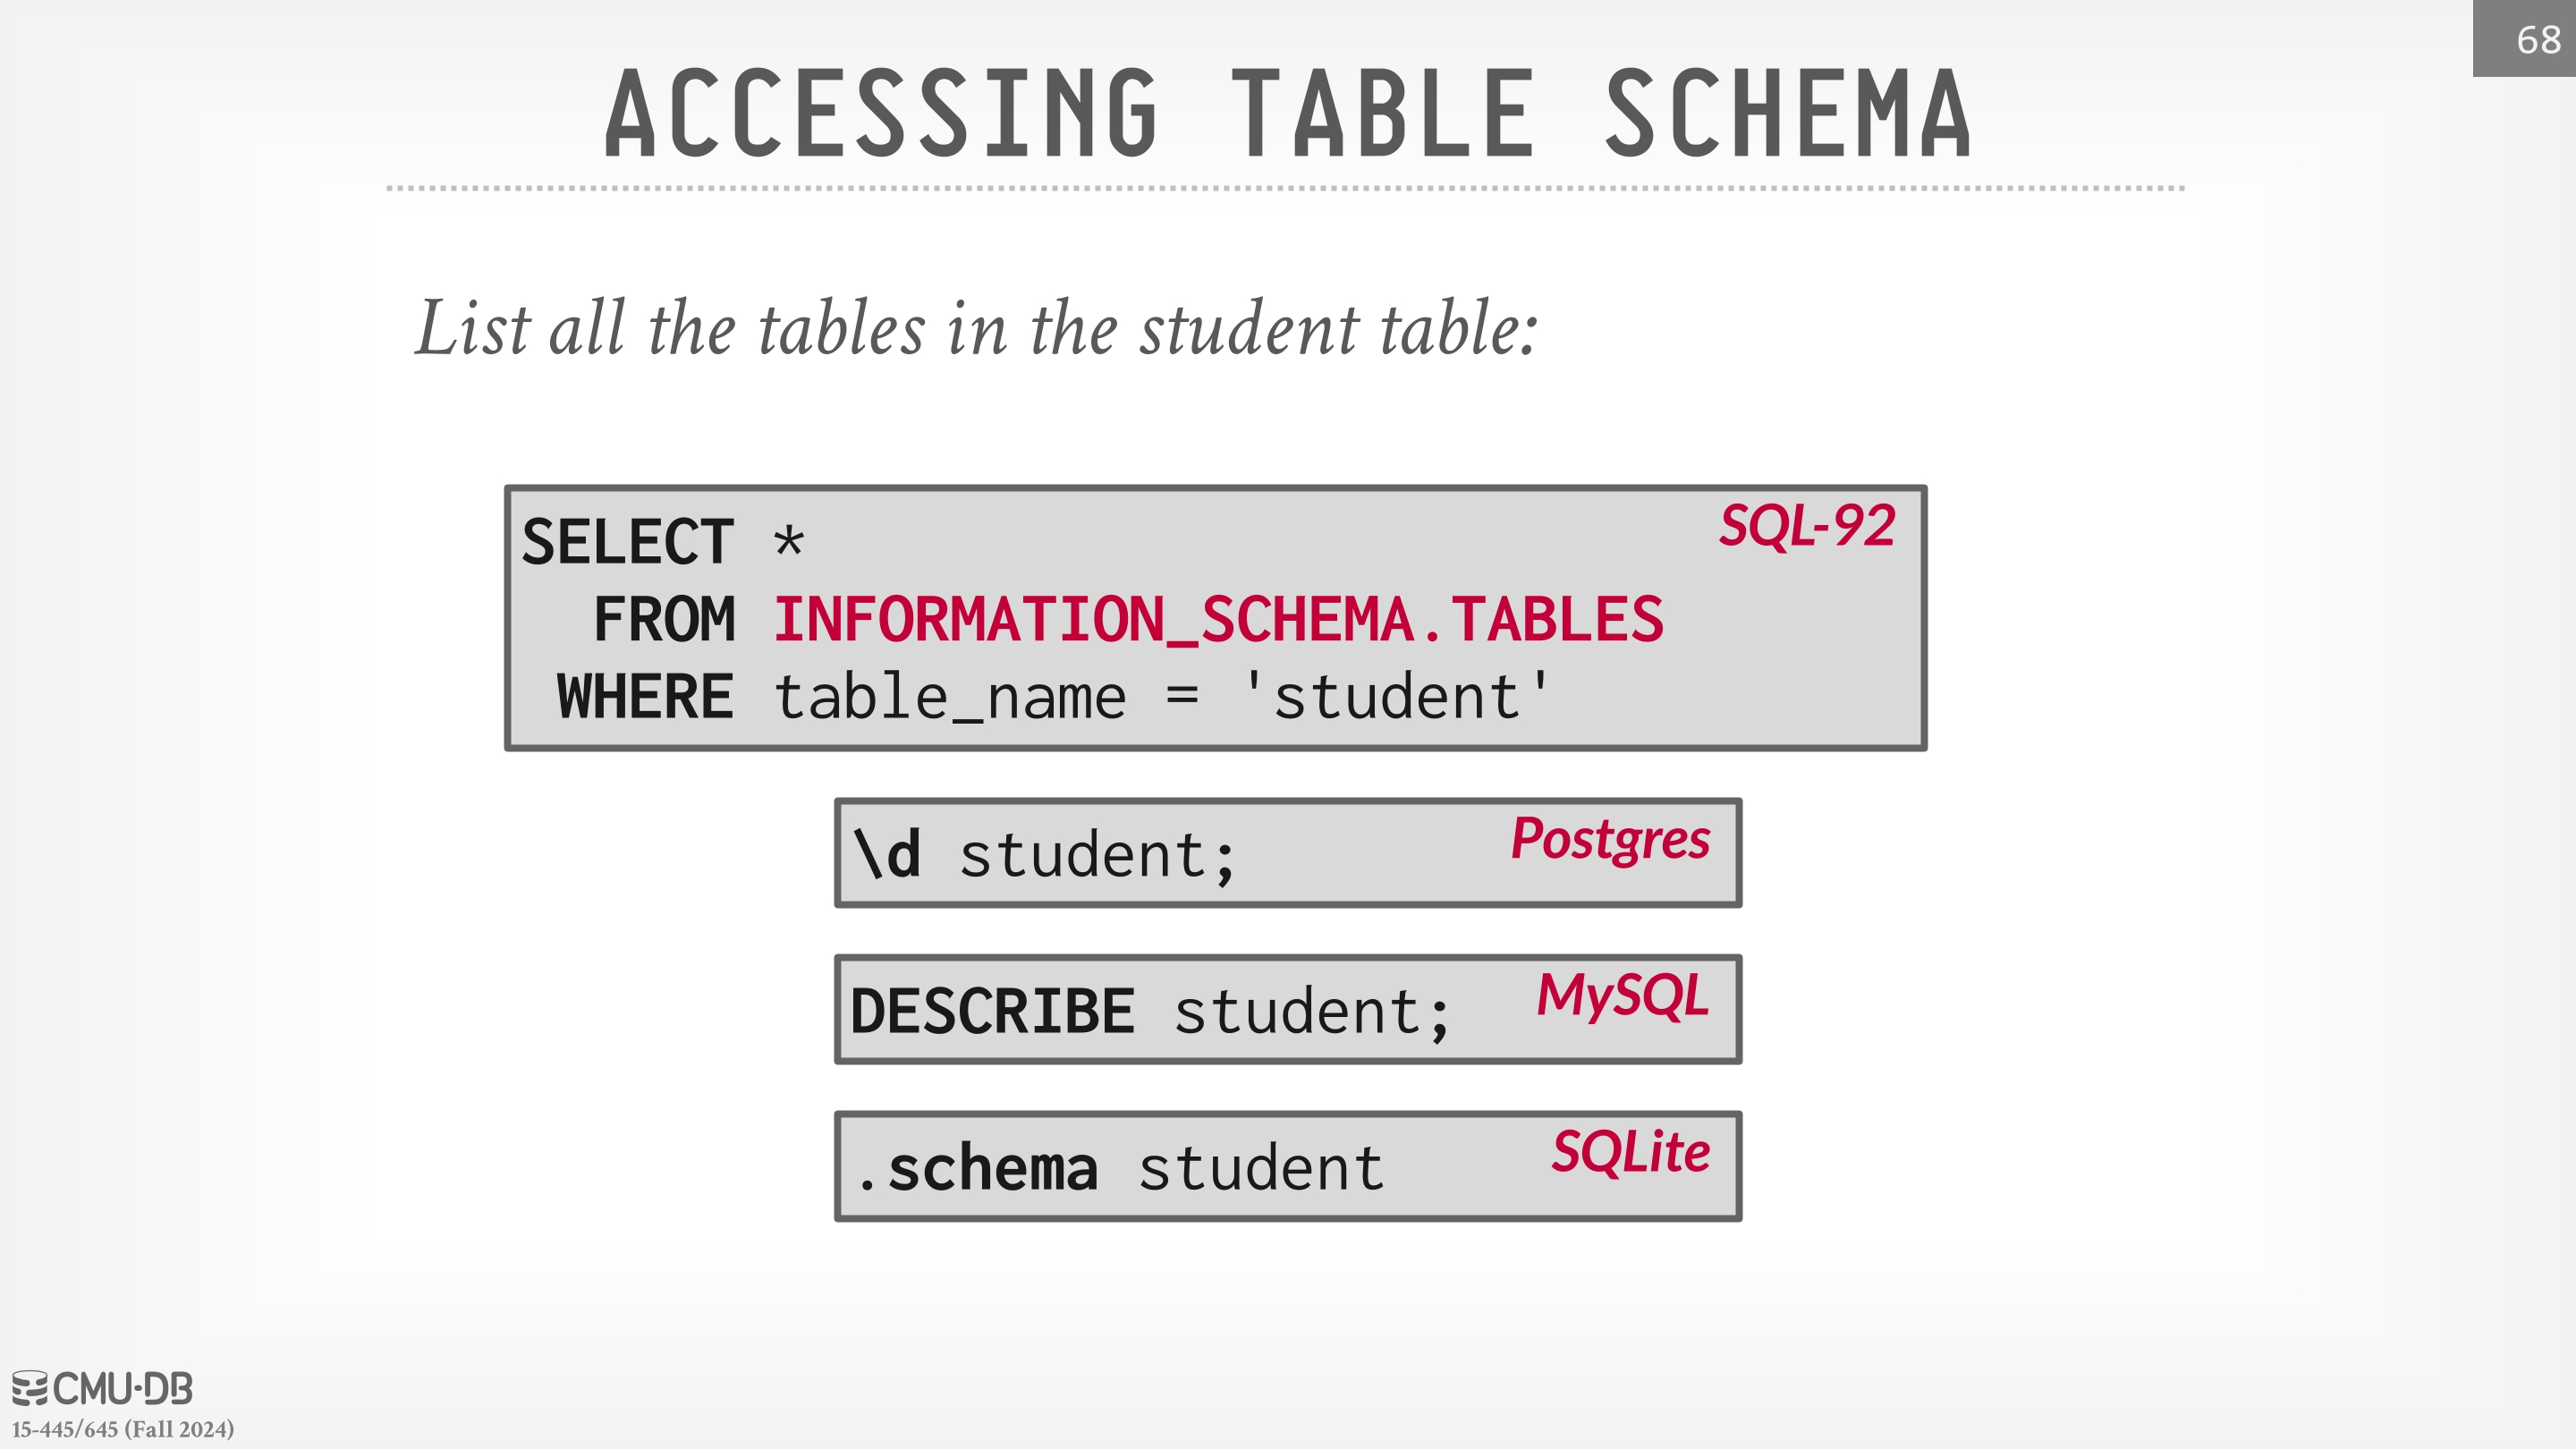 68
ACCESSING TABLE SCHEMA
List all the tables in the student table:
SELECT * SQL-92
FROM INFORMATION_SCHEMA.TABLES
WHERE table_name = 'student'
\d student; Postgres
DESCRIBE student; MySQL
.schema student SQLite
CMU·DB
15-445/645 (Fall 2024)